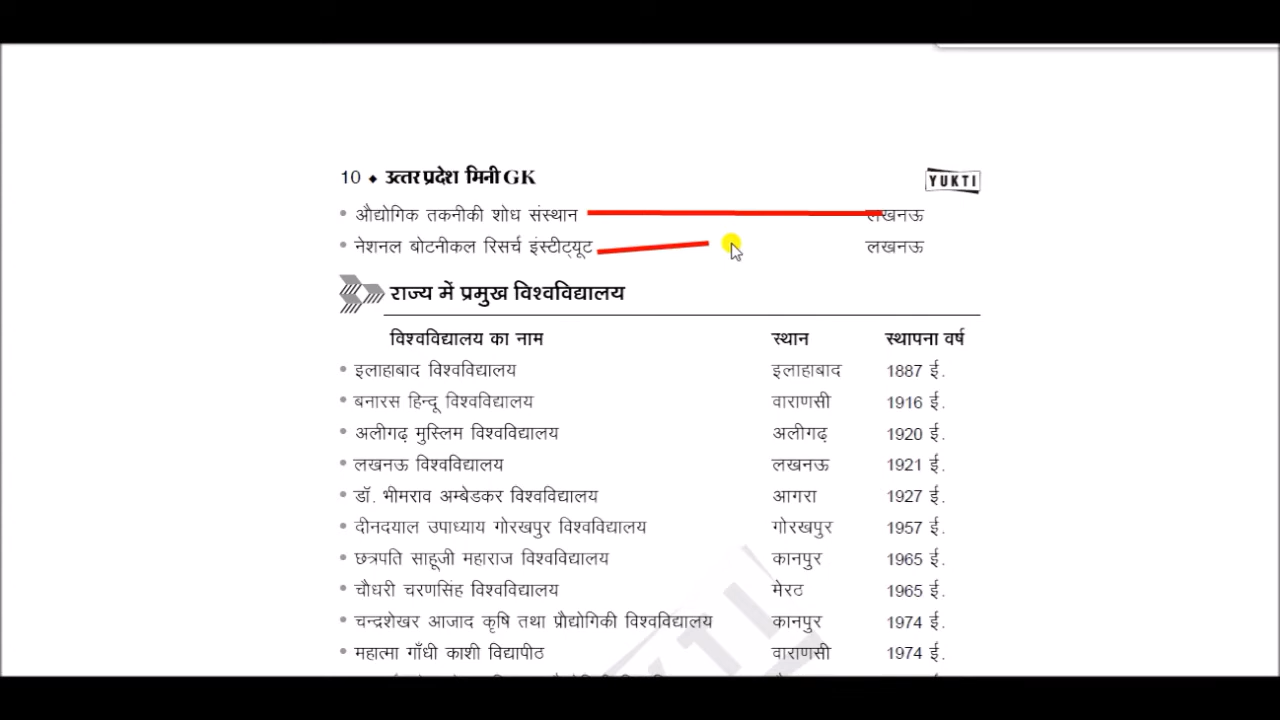 10 ◆ उत्तर प्रदेश मिनी GK YUKTI
• औद्योगिक तकनीकी शोध संस्थान लखनऊ
• नेशनल बोटनीकल रिसर्च इंस्टीट्यूट लखनऊ
राज्य में प्रमुख विश्वविद्यालय
विश्वविद्यालय का नाम स्थान स्थापना वर्ष
• इलाहाबाद विश्वविद्यालय इलाहाबाद 1887 ई.
• बनारस हिन्दू विश्वविद्यालय वाराणसी 1916 ई.
• अलीगढ़ मुस्लिम विश्वविद्यालय अलीगढ़ 1920 ई.
• लखनऊ विश्वविद्यालय लखनऊ 1921 ई.
• डॉ. भीमराव अम्बेडकर विश्वविद्यालय आगरा 1927 ई.
• दीनदयाल उपाध्याय गोरखपुर विश्वविद्यालय गोरखपुर 1957 ई.
• छत्रपति साहूजी महाराज विश्वविद्यालय कानपुर 1965 ई.
• चौधरी चरणसिंह विश्वविद्यालय मेरठ 1965 ई.
• चन्द्रशेखर आजाद कृषि तथा प्रौद्योगिकी विश्वविद्यालय कानपुर 1974 ई.
• महात्मा गाँधी काशी विद्यापीठ वाराणसी 1974 ई.